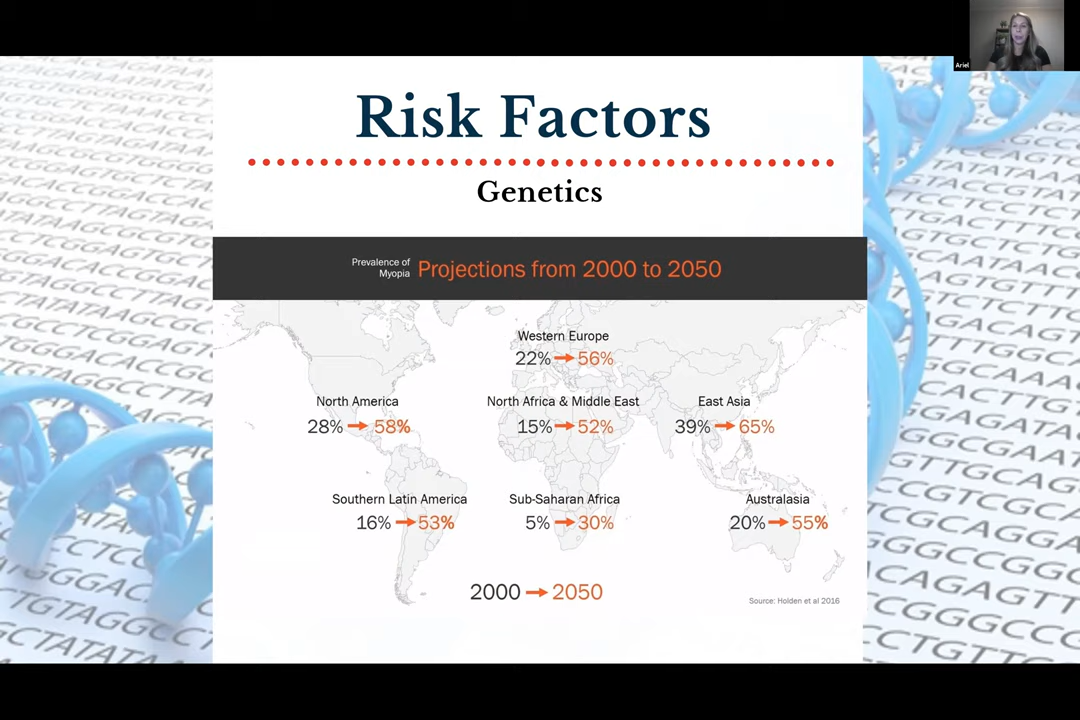 Ariel
Risk Factors
Genetics
Prevalence of
Myopia
Projections from 2000 to 2050
Western Europe
22% 56%
North America
28% 58%
North Africa & Middle East
15% 52%
East Asia
39% 65%
Southern Latin America
16% 53%
Sub-Saharan Africa
5% 30%
Australasia
20% 55%
2000 2050
Source: Holden et al 2016